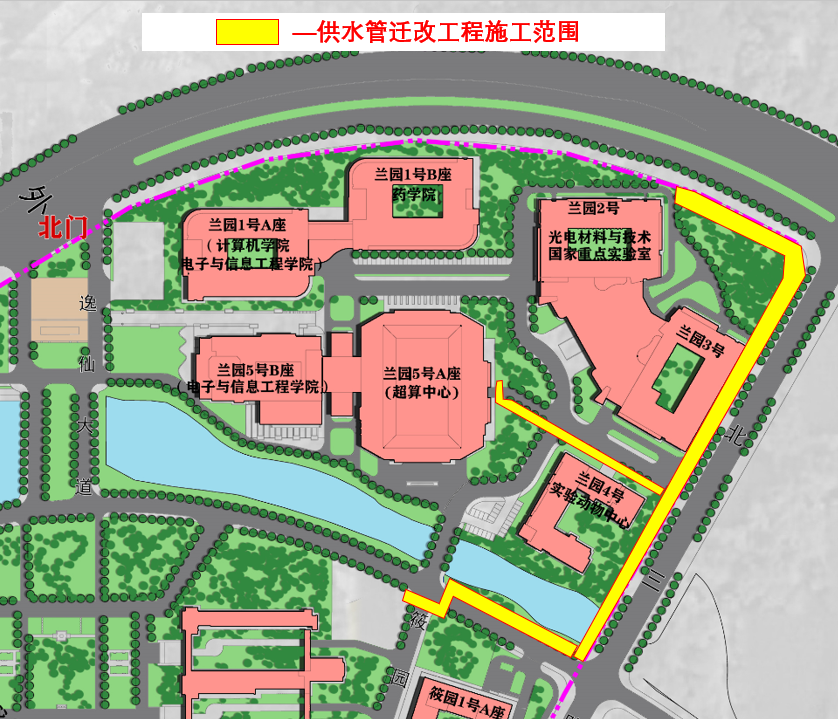 —供水管迁改工程施工范围
外
北门
兰园1号A座
(计算机学院
电子与信息工程学院)
兰园1号B座
药学院
兰园2号
光电材料与技术
国家重点实验室
兰园3号
逸
仙
大
道
兰园5号B座
(电子与信息工程学院)
兰园5号A座
(超算中心)
北
三
兰园4号
实验动物中心
筱
园
筱园1号A座